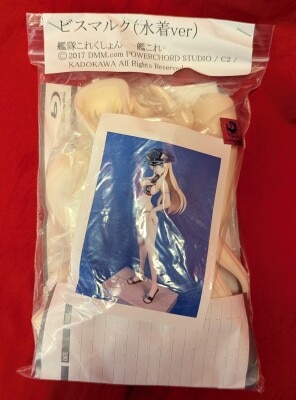 ビスマルク(水着ver)
艦隊これくしょん -艦これ-
© 2017 DMM.com POWERCHORD STUDIO / C2 /
KADOKAWA All Rights Reserved